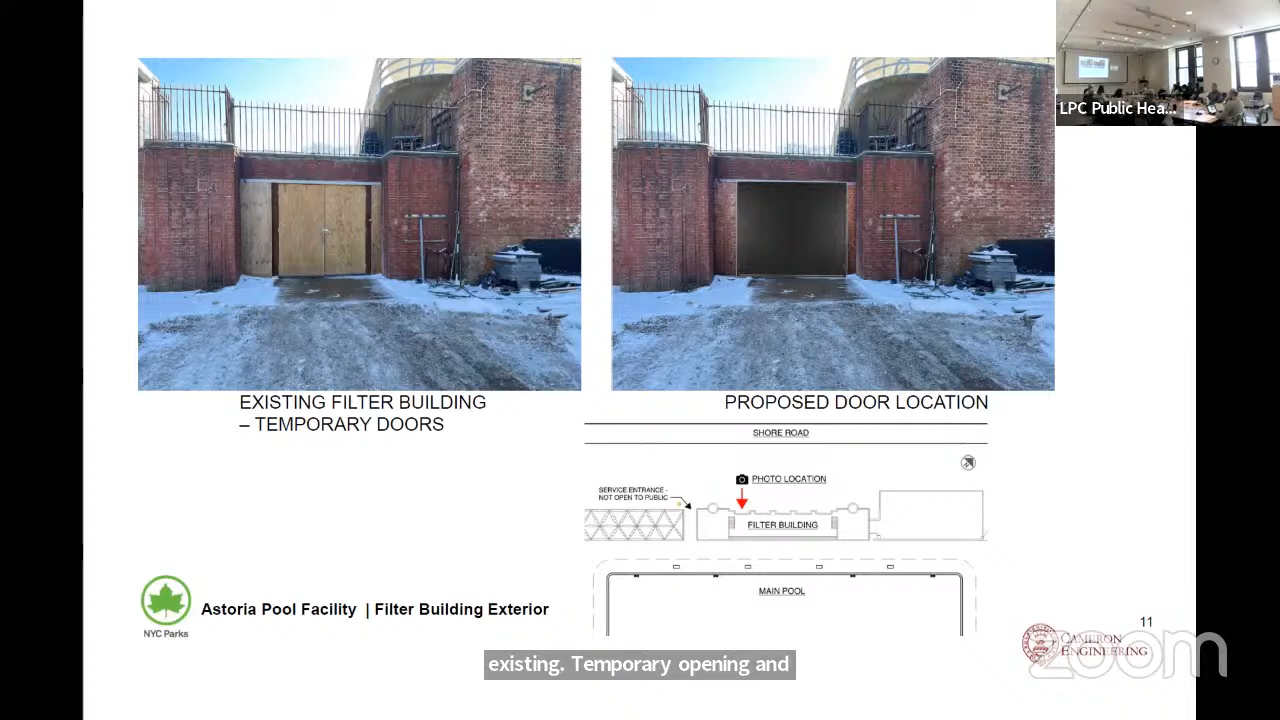 LPC Public Hea...
EXISTING FILTER BUILDING
– TEMPORARY DOORS
PROPOSED DOOR LOCATION
SHORE ROAD
PHOTO LOCATION
SERVICE ENTRANCE -
NOT OPEN TO PUBLIC
FILTER BUILDING
MAIN POOL
NYC Parks
Astoria Pool Facility | Filter Building Exterior
11
CAMERON
ENGINEERING
zoom
existing. Temporary opening and